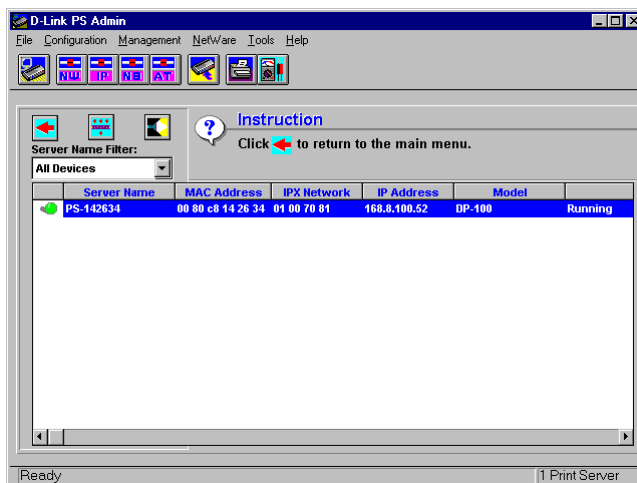 D-Link PS Admin
File Configuration Management NetWare Tools Help
NW IP NB AT
Instruction
Click to return to the main menu.
Server Name Filter:
All Devices
Server Name MAC Address IPX Network IP Address Model
PS-142634 00 80 c8 14 26 34 01 00 70 81 168.8.100.52 DP-100 Running
Ready 1 Print Server